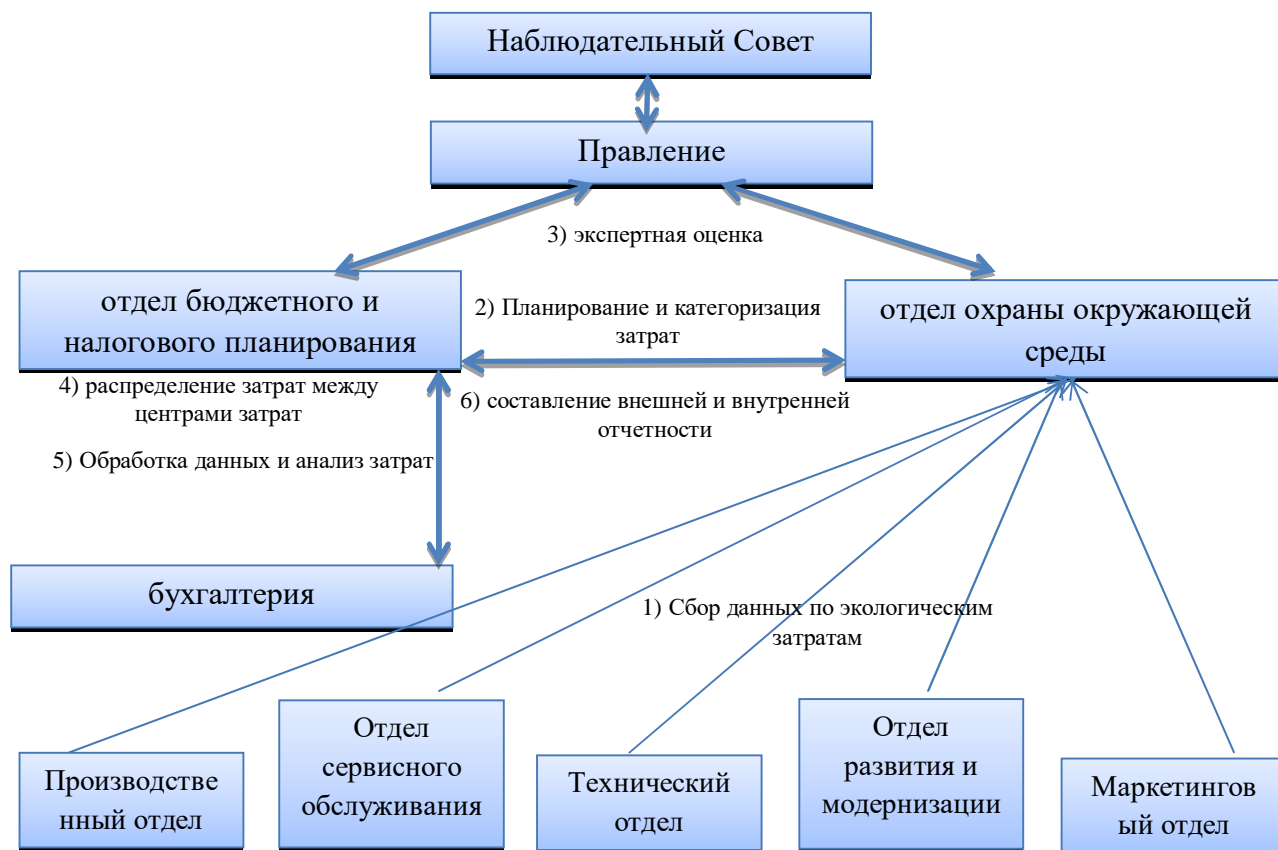 Наблюдательный Совет
Правление
3) экспертная оценка
отдел бюджетного и
налогового планирования
2) Планирование и категоризация
затрат
отдел охраны окружающей
среды
4) распределение затрат между
центрами затрат
6) составление внешней и внутренней
отчетности
5) Обработка данных и анализ затрат
бухгалтерия
1) Сбор данных по экологическим
затратам
Производстве
нный отдел
Отдел
сервисного
обслуживания
Технический
отдел
Отдел
развития и
модернизации
Маркетингов
ый отдел